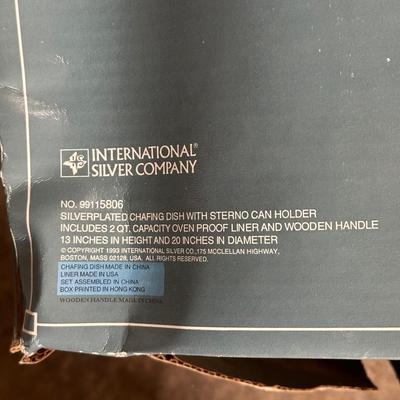 INTERNATIONAL®
SILVER COMPANY
NO. 99115806
SILVERPLATED CHAFING DISH WITH STERNO CAN HOLDER
INCLUDES 2 QT. CAPACITY OVEN PROOF LINER AND WOODEN HANDLE
13 INCHES IN HEIGHT AND 20 INCHES IN DIAMETER
© COPYRIGHT 1993 INTERNATIONAL SILVER CO., 175 MCCLELLAN HIGHWAY,
BOSTON, MASS 02128, USA. ALL RIGHTS RESERVED.
CHAFING DISH MADE IN CHINA
LINER MADE IN USA
SET ASSEMBLED IN CHINA
BOX PRINTED IN HONG KONG
WOODEN HANDLE MADE IN CHINA